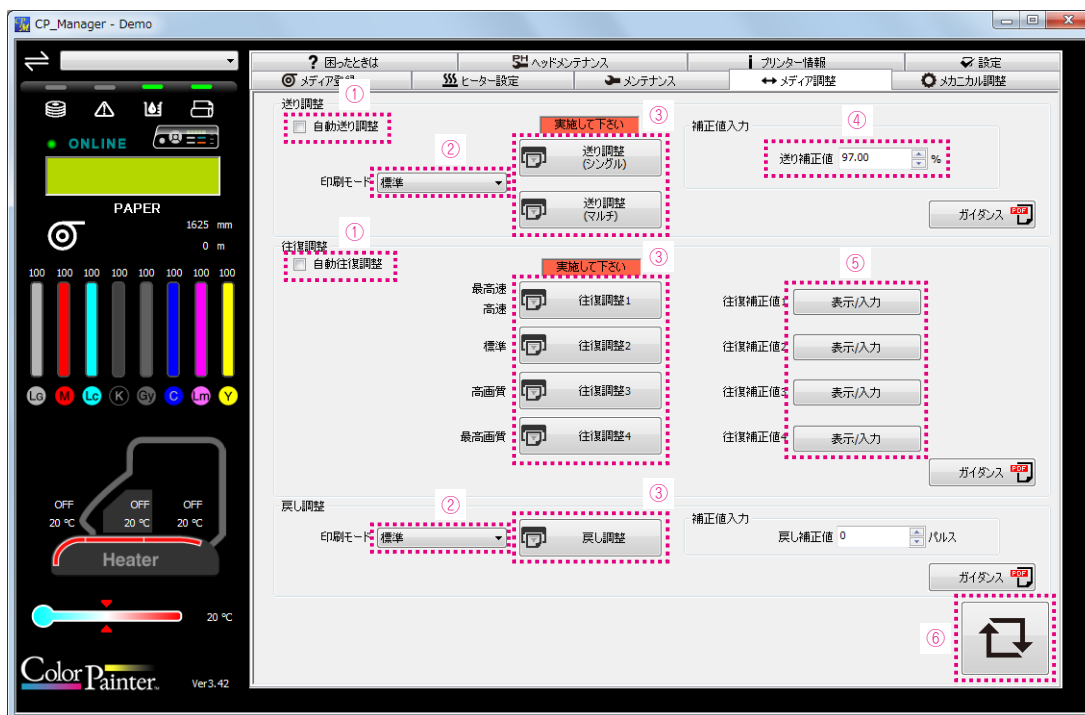 CP_Manager - Demo
? 困ったときは
ヘッドメンテナンス
i プリンター情報
設定
メディア登録
ヒーター設定
メンテナンス
メディア調整
メカニカル調整
ONLINE
PAPER
1625 mm
0 m
100 100 100 100 100 100 100 100
Lg M Lc K Gy C Lm Y
OFF OFF OFF
20 ℃ 20 ℃ 20 ℃
Heater
20 ℃
Color Painter
Ver3.42
送り調整
①
自動送り調整
②
印刷モード 標準
実施して下さい
③
送り調整
(シングル)
送り調整
(マルチ)
補正値入力
④
送り補正値 97.00 %
ガイダンス PDF
往復調整
①
自動往復調整
実施して下さい
③
⑤
最高速
高速
往復調整1
往復補正値1 表示/入力
標準 往復調整2
往復補正値2 表示/入力
高画質 往復調整3
往復補正値3 表示/入力
最高画質 往復調整4
往復補正値4 表示/入力
ガイダンス PDF
戻し調整
②
印刷モード 標準
③
戻し調整
補正値入力
戻し補正値 0 パルス
ガイダンス PDF
⑥